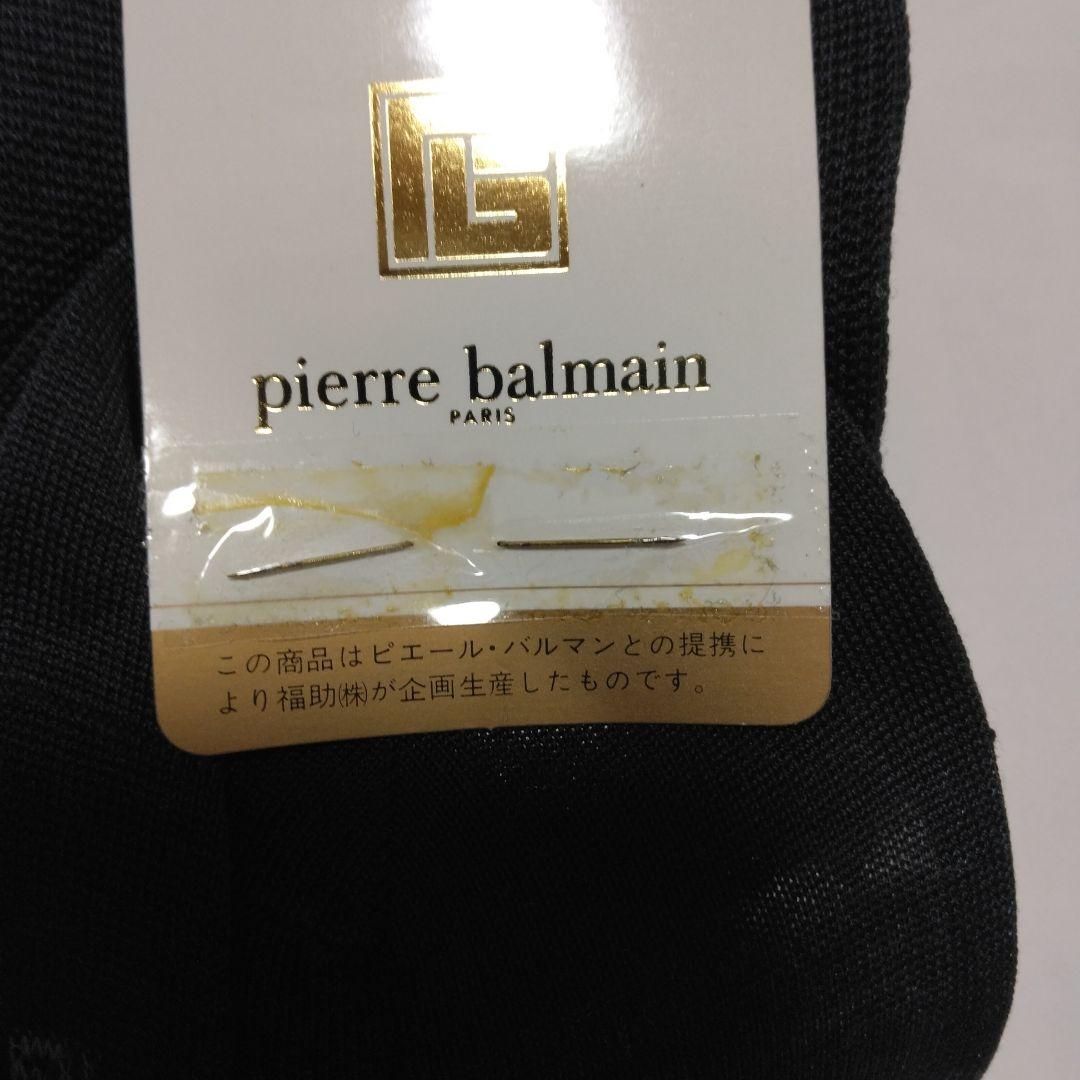 pierre balmain
PARIS
この商品はピエール・バルマンとの提携に
より福助㈱が企画生産したものです。